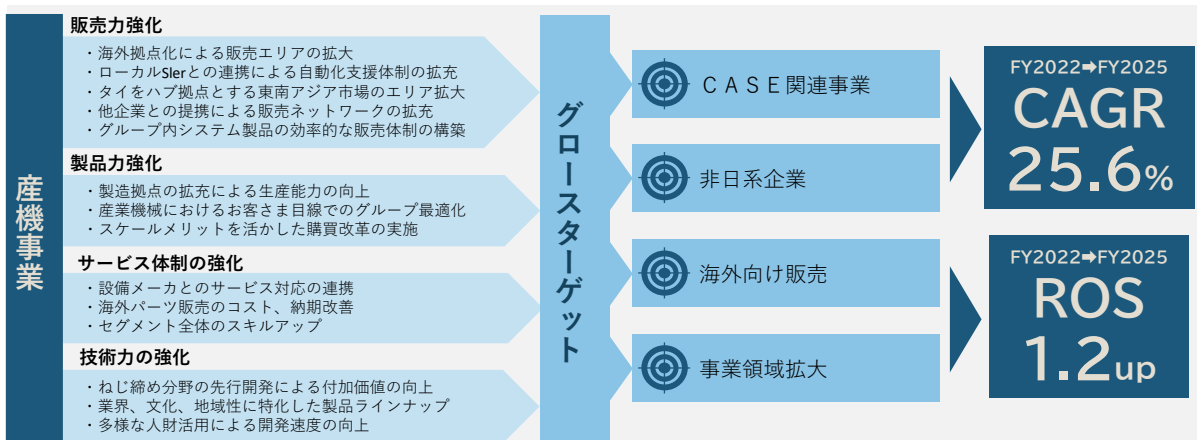 産機事業
販売力強化
・海外拠点化による販売エリアの拡大
・ローカルSIerとの連携による自動化支援体制の拡充
・タイをハブ拠点とする東南アジア市場のエリア拡大
・他企業との提携による販売ネットワークの拡充
・グループ内システム製品の効率的な販売体制の構築
製品力強化
・製造拠点の拡充による生産能力の向上
・産業機械におけるお客さま目線でのグループ最適化
・スケールメリットを活かした購買改革の実施
サービス体制の強化
・設備メーカとのサービス対応の連携
・海外パーツ販売のコスト、納期改善
・セグメント全体のスキルアップ
技術力の強化
・ねじ締め分野の先行開発による付加価値の向上
・業界、文化、地域性に特化した製品ラインナップ
・多様な人財活用による開発速度の向上
グロースターゲット
ＣＡＳＥ関連事業
非日系企業
海外向け販売
事業領域拡大
FY2022➡FY2025
CAGR
25.6%
FY2022➡FY2025
ROS
1.2up